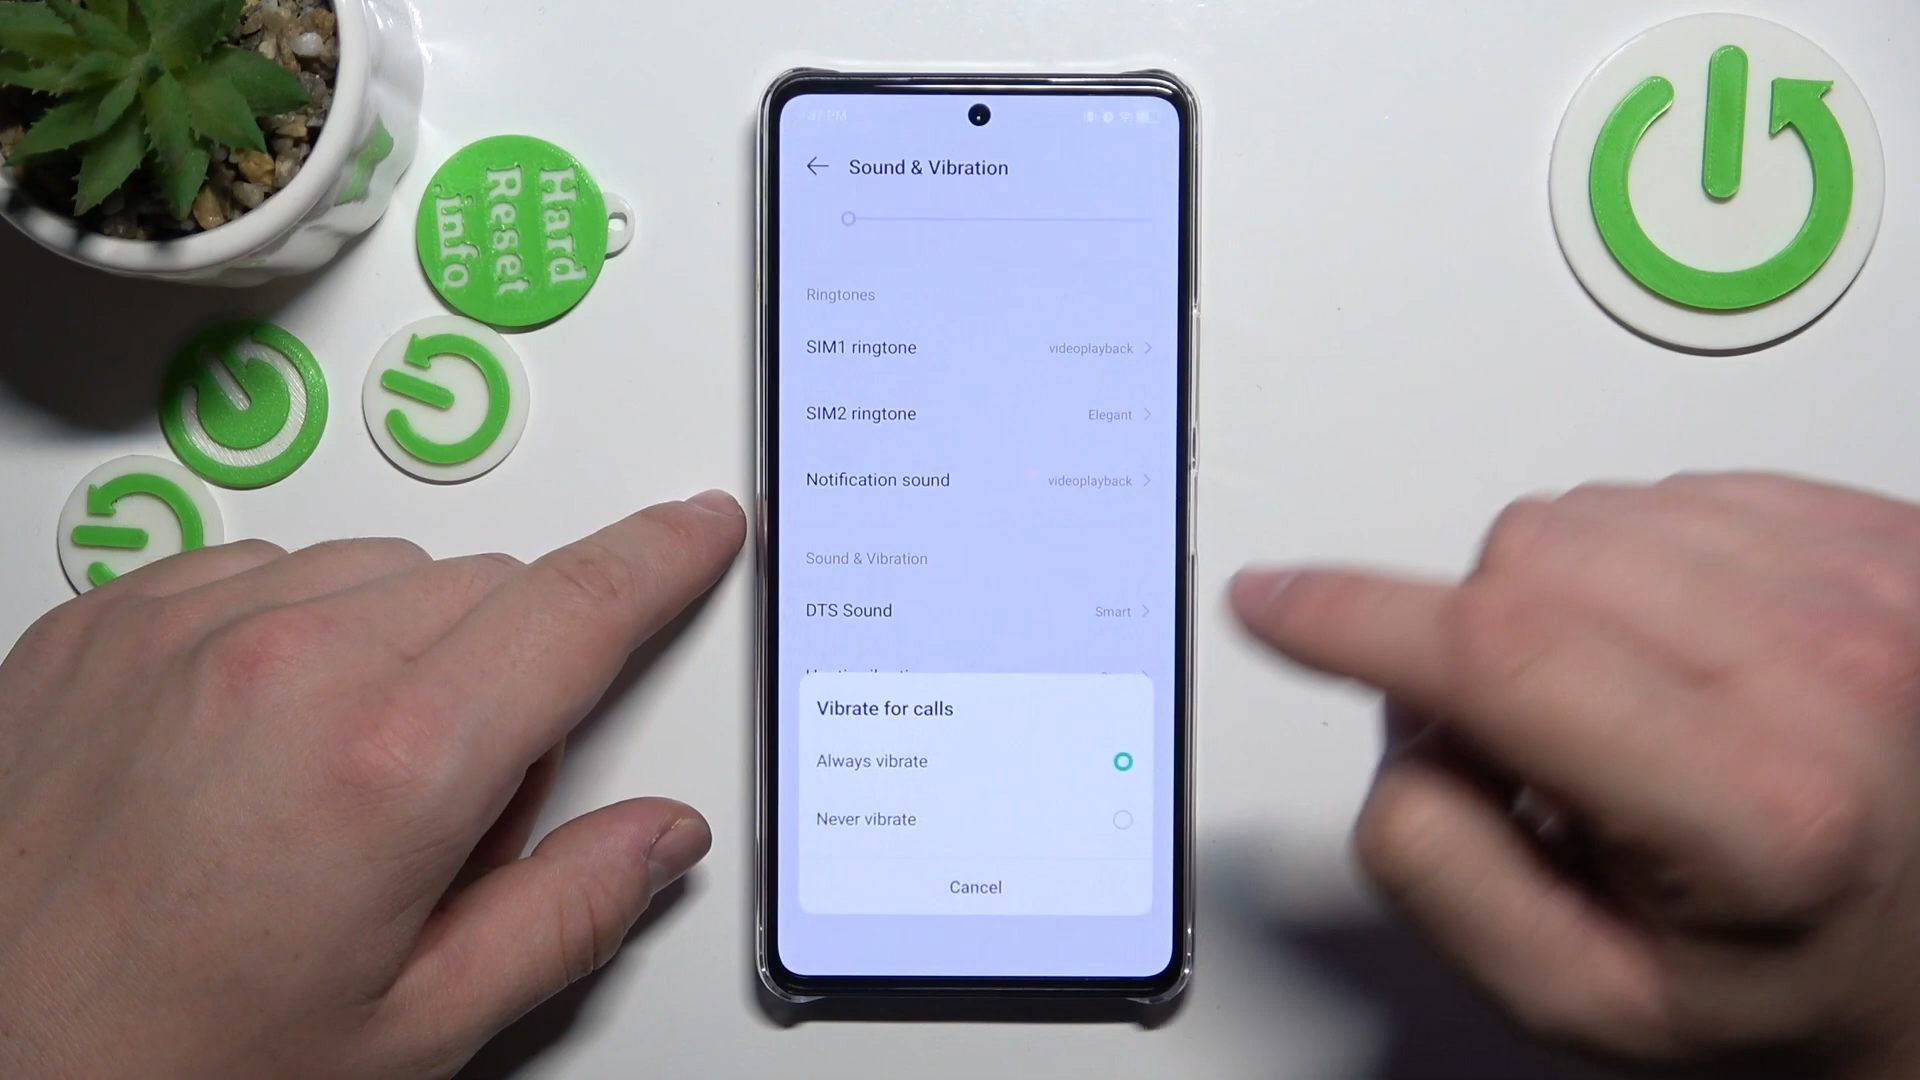 Hard
Reset
.info
Sound & Vibration
Ringtones
SIM1 ringtone videoplayback
SIM2 ringtone Elegant
Notification sound videoplayback
Sound & Vibration
DTS Sound Smart
Vibrate for calls
Always vibrate
Never vibrate
Cancel